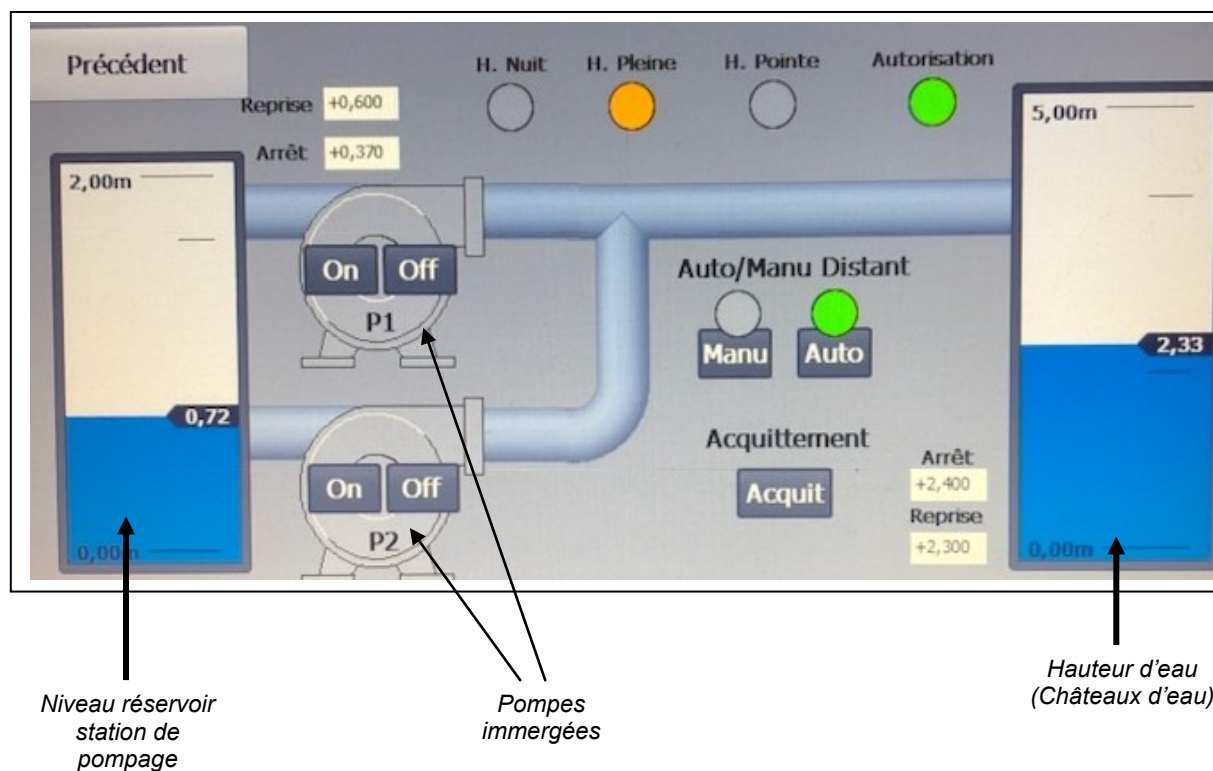 Précédent
H. Nuit
H. Pleine
H. Pointe
Autorisation
Reprise +0,600
Arrêt +0,370
2,00m
5,00m
On Off
P1
Auto/Manu Distant
Manu Auto
0,72
2,33
On Off
P2
Acquittement
Acquit
Arrêt
+2,400
Reprise
+2,300
0,00m
0,00m
Niveau réservoir
station de
pompage
Pompes
immergées
Hauteur d’eau
(Châteaux d’eau)